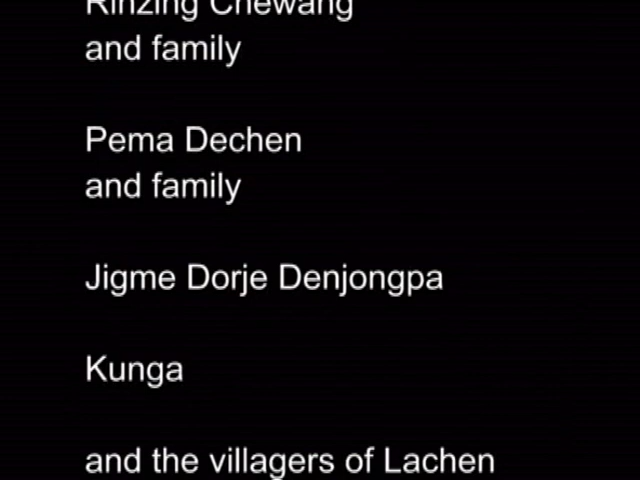 Rinzing Chewang
and family
Pema Dechen
and family
Jigme Dorje Denjongpa
Kunga
and the villagers of Lachen